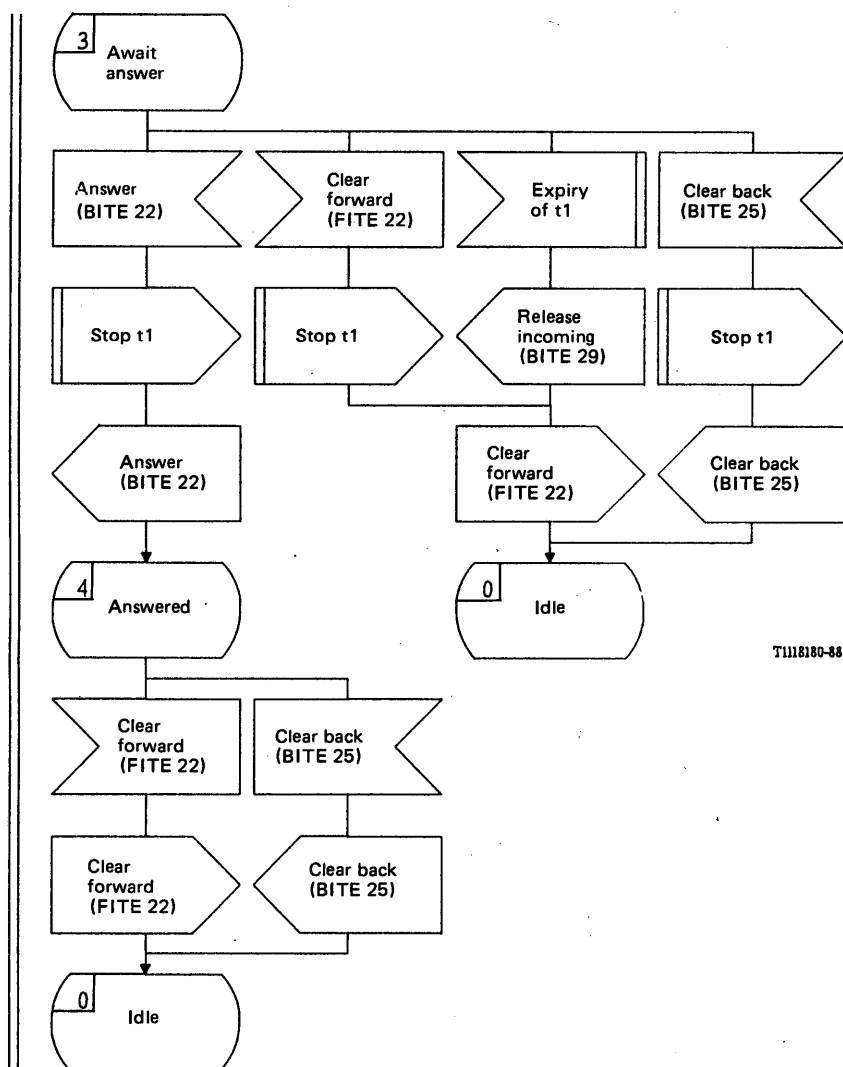 3
Await
answer
Answer
(BITE 22)
Clear
forward
(FITE 22)
Expiry
of t1
Clear back
(BITE 25)
Stop t1
Stop t1
Release
incoming
(BITE 29)
Stop t1
Answer
(BITE 22)
Clear
forward
(FITE 22)
Clear back
(BITE 25)
4
Answered
0
Idle
T1118180-88
Clear
forward
(FITE 22)
Clear back
(BITE 25)
Clear
forward
(FITE 22)
Clear back
(BITE 25)
0
Idle